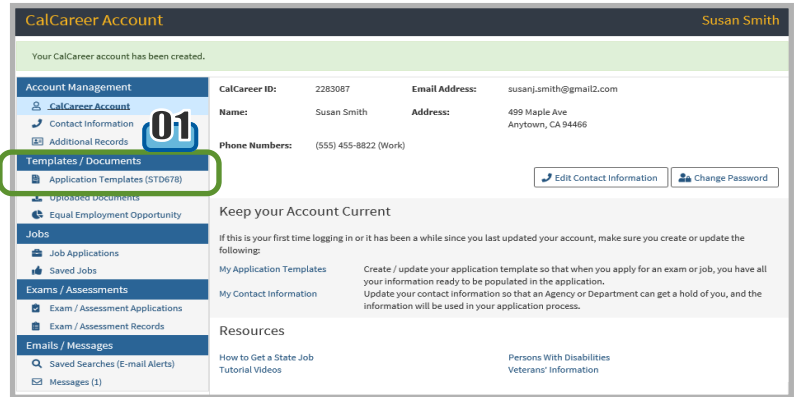 CalCareer Account
Susan Smith
Your CalCareer account has been created.
Account Management
CalCareer Account
Contact Information
Additional Records
01
Templates / Documents
Application Templates (STD678)
Uploaded Documents
Equal Employment Opportunity
Jobs
Job Applications
Saved Jobs
Exams / Assessments
Exam / Assessment Applications
Exam / Assessment Records
Emails / Messages
Saved Searches (E-mail Alerts)
Messages (1)
CalCareer ID: 2283087 Email Address: susanj.smith@gmail2.com
Name: Susan Smith Address: 499 Maple Ave
Anytown, CA 94466
Phone Numbers: (555) 455-8822 (Work)
Edit Contact Information Change Password
Keep your Account Current
If this is your first time logging in or it has been a while since you last updated your account, make sure you create or update the
following:
My Application Templates Create / update your application template so that when you apply for an exam or job, you have all
your information ready to be populated in the application.
My Contact Information Update your contact information so that an Agency or Department can get a hold of you, and the
information will be used in your application process.
Resources
How to Get a State Job Persons With Disabilities
Tutorial Videos Veterans' Information